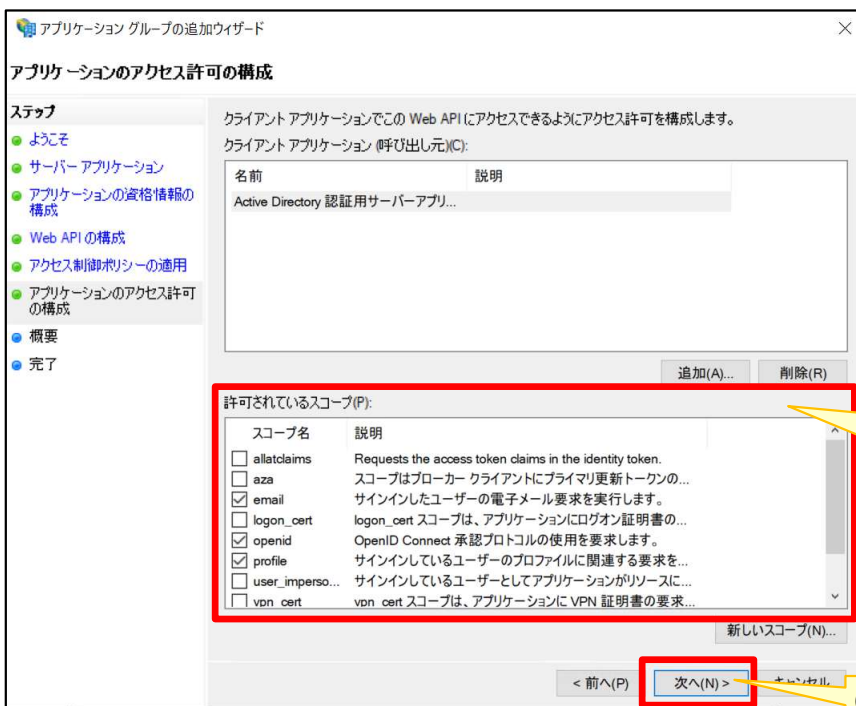 アプリケーション グループの追加ウィザード
アプリケーションのアクセス許可の構成
ステップ
ようこそ
サーバー アプリケーション
アプリケーションの資格情報の
構成
Web API の構成
アクセス制御ポリシーの適用
アプリケーションのアクセス許可
の構成
概要
完了
クライアント アプリケーションでこの Web API にアクセスできるようにアクセス許可を構成します。
クライアント アプリケーション (呼び出し元)(C):
名前 説明
Active Directory 認証用サーバーアプリ...
追加(A)... 削除(R)
許可されているスコープ(P):
スコープ名 説明
allatclaims Requests the access token claims in the identity token.
aza スコープはブローカー クライアントにプライマリ更新トークンの...
email サインインしたユーザーの電子メール要求を実行します。
logon_cert logon_cert スコープは、アプリケーションにログオン証明書の...
openid OpenID Connect 承認プロトコルの使用を要求します。
profile サインインしているユーザーのプロファイルに関連する要求を...
user_imperso... サインインしているユーザーとしてアプリケーションがリソースに...
vpn_cert vpn_cert スコープは、アプリケーションに VPN 証明書の要求...
新しいスコープ(N)...
< 前へ(P) 次へ(N) > キャンセル